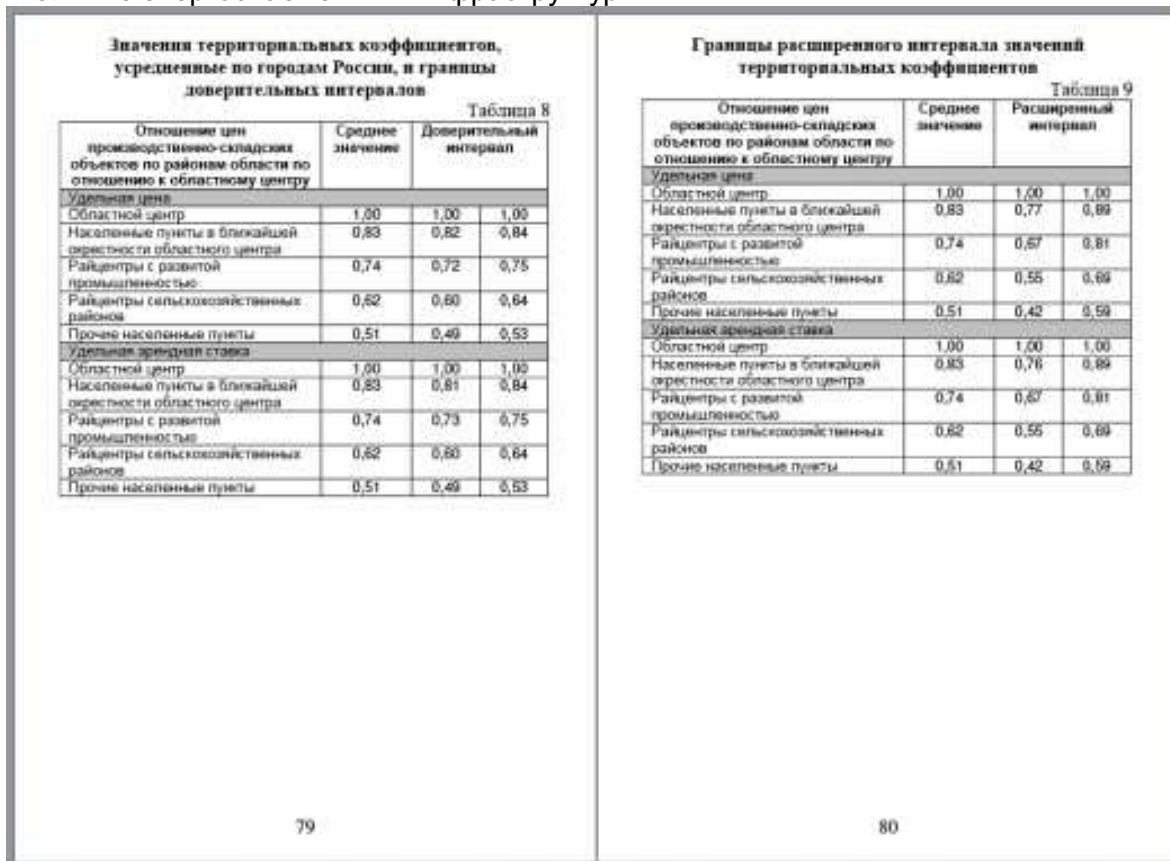 Значения территориальных коэффициентов,
усредненные по городам России, и границы
доверительных интервалов
Таблица 8
Отношение цен производственно-складских объектов по районам области по отношению к областному центру Среднее значение Доверительный интервал
Удельная цена
Областной центр 1,00 1,00 1,00
Населенные пункты в ближайшей окрестности областного центра 0,83 0,82 0,84
Райцентры с развитой промышленностью 0,74 0,72 0,75
Райцентры сельскохозяйственных районов 0,62 0,60 0,64
Прочие населенные пункты 0,51 0,49 0,53
Удельная арендная ставка
Областной центр 1,00 1,00 1,00
Населенные пункты в ближайшей окрестности областного центра 0,83 0,81 0,84
Райцентры с развитой промышленностью 0,74 0,73 0,75
Райцентры сельскохозяйственных районов 0,62 0,60 0,64
Прочие населенные пункты 0,51 0,49 0,53
79
Границы расширенного интервала значений
территориальных коэффициентов
Таблица 9
Отношение цен производственно-складских объектов по районам области по отношению к областному центру Среднее значение Расширенный интервал
Удельная цена
Областной центр 1,00 1,00 1,00
Населенные пункты в ближайшей окрестности областного центра 0,83 0,77 0,89
Райцентры с развитой промышленностью 0,74 0,67 0,81
Райцентры сельскохозяйственных районов 0,62 0,55 0,69
Прочие населенные пункты 0,51 0,42 0,59
Удельная арендная ставка
Областной центр 1,00 1,00 1,00
Населенные пункты в ближайшей окрестности областного центра 0,83 0,76 0,89
Райцентры с развитой промышленностью 0,74 0,67 0,81
Райцентры сельскохозяйственных районов 0,62 0,55 0,69
Прочие населенные пункты 0,51 0,42 0,59
80